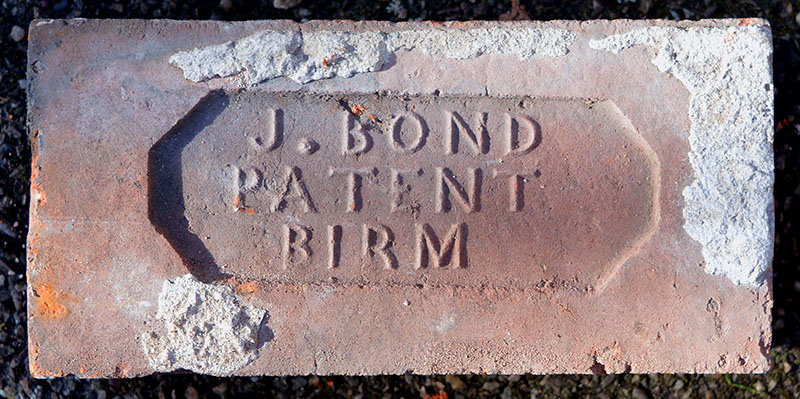 J. BOND
PATENT
BIRM